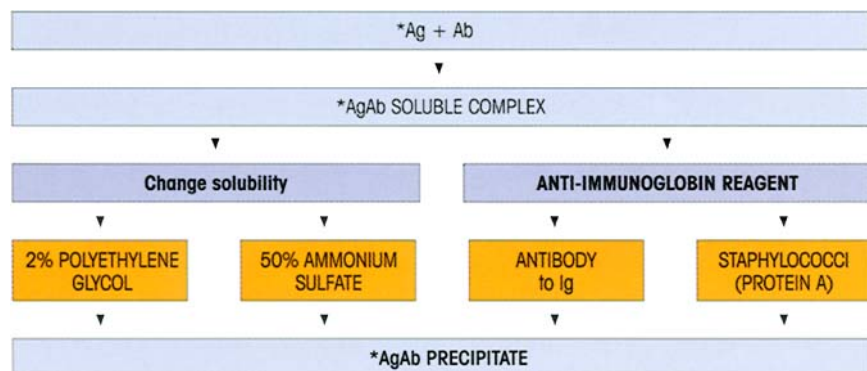 *Ag + Ab
*AgAb SOLUBLE COMPLEX
Change solubility
ANTI-IMMUNOGLOBIN REAGENT
2% POLYETHYLENE
GLYCOL
50% AMMONIUM
SULFATE
ANTIBODY
to Ig
STAPHYLOCOCCI
(PROTEIN A)
*AgAb PRECIPITATE